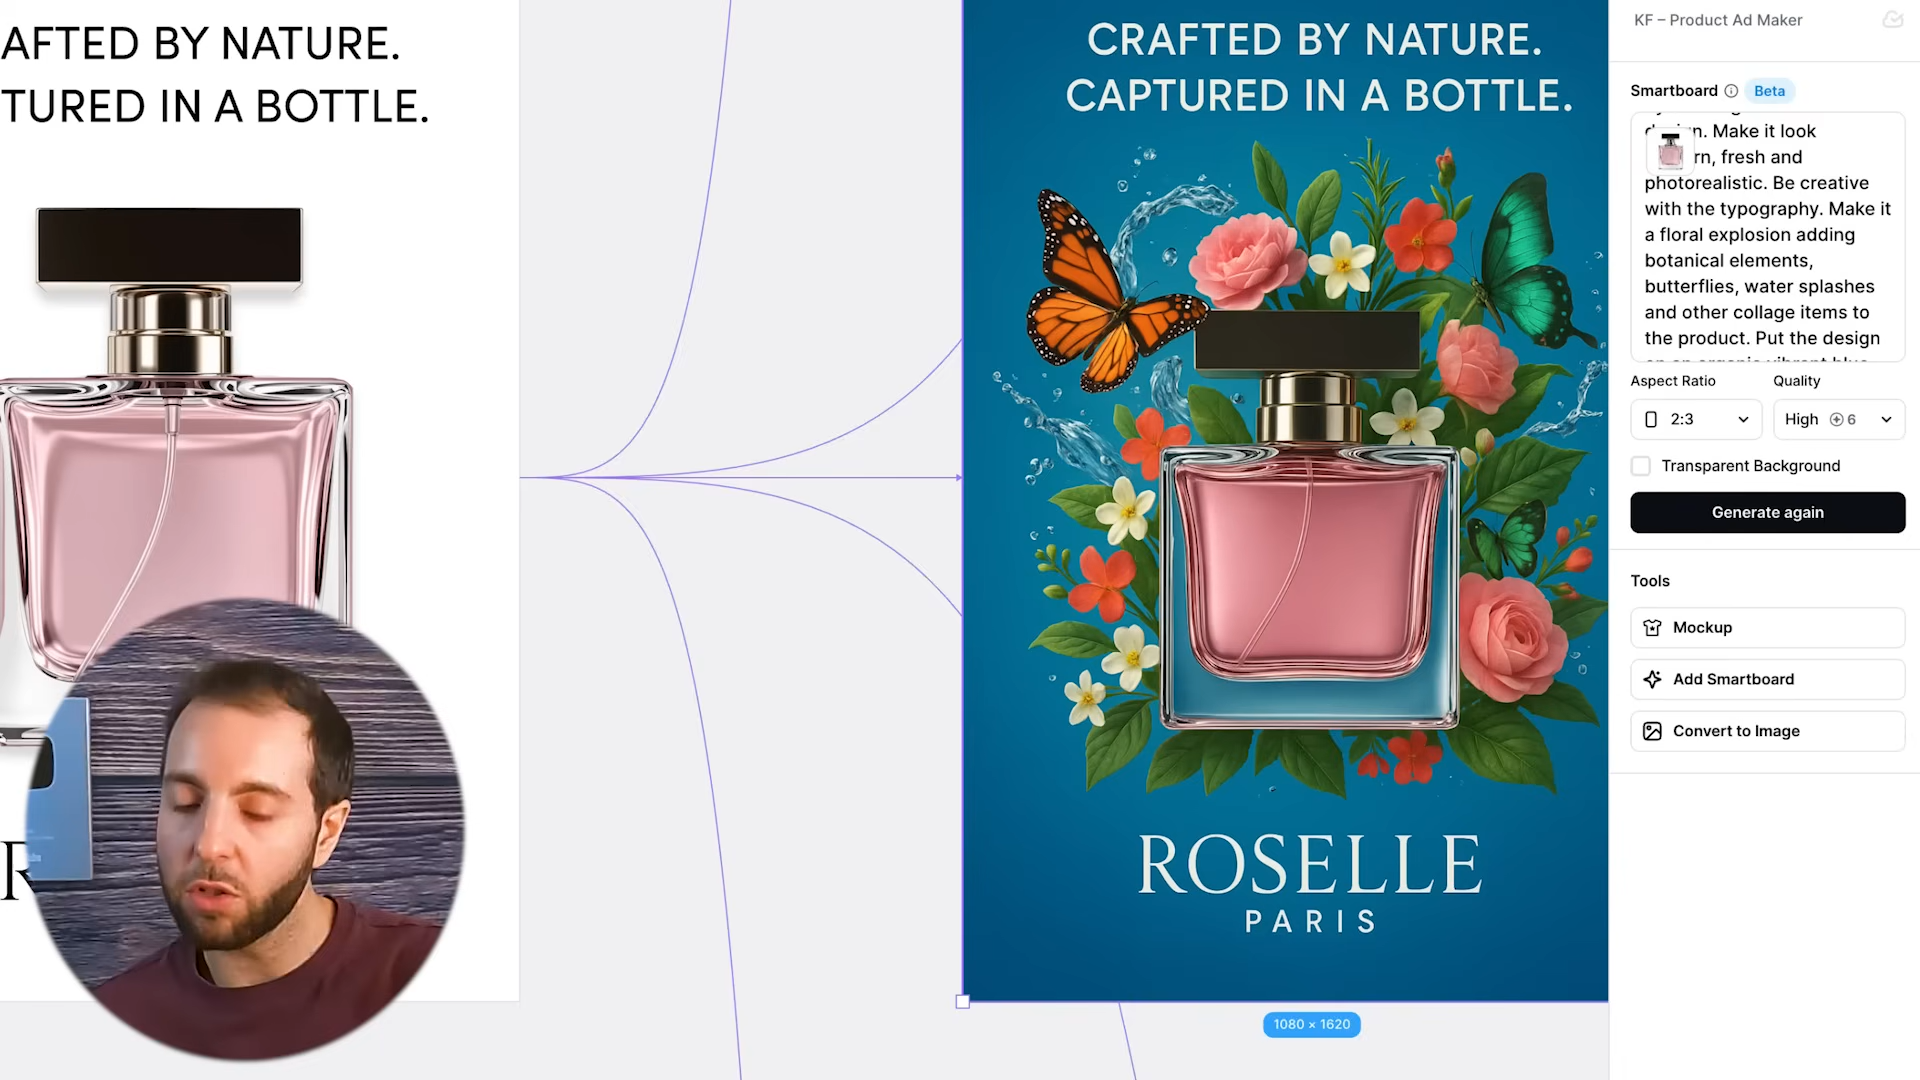 AFTED BY NATURE.
TURED IN A BOTTLE.
R
CRAFTED BY NATURE.
CAPTURED IN A BOTTLE.
ROSELLE
PARIS
1080 × 1620
KF – Product Ad Maker
Smartboard Beta
design. Make it look
rn, fresh and
photorealistic. Be creative
with the typography. Make it
a floral explosion adding
botanical elements,
butterflies, water splashes
and other collage items to
the product. Put the design
Aspect Ratio
Quality
2:3
High 6
Transparent Background
Generate again
Tools
Mockup
Add Smartboard
Convert to Image